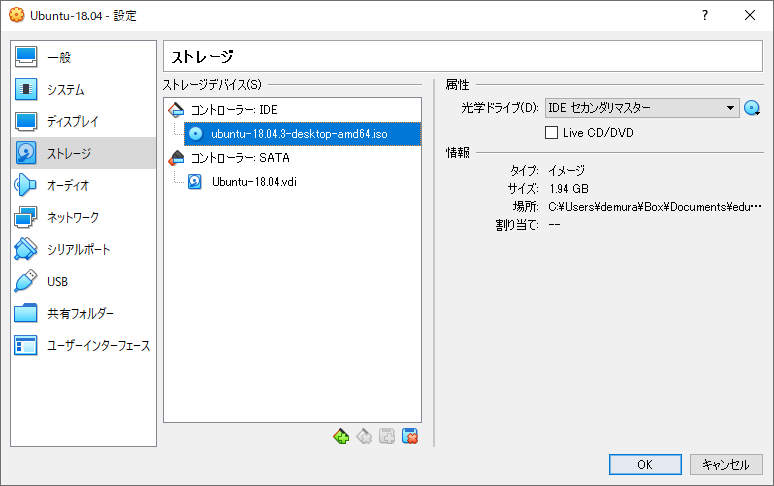 Ubuntu-18.04 - 設定
一般
システム
ディスプレイ
ストレージ
オーディオ
ネットワーク
シリアルポート
USB
共有フォルダー
ユーザーインターフェース
ストレージ
ストレージデバイス(S)
コントローラー: IDE
ubuntu-18.04.3-desktop-amd64.iso
コントローラー: SATA
Ubuntu-18.04.vdi
属性
光学ドライブ(D): IDE セカンダリマスター
Live CD/DVD
情報
タイプ: イメージ
サイズ: 1.94 GB
場所: C:¥Users¥demura¥Box¥Documents¥edu…
割り当て: --
OK キャンセル